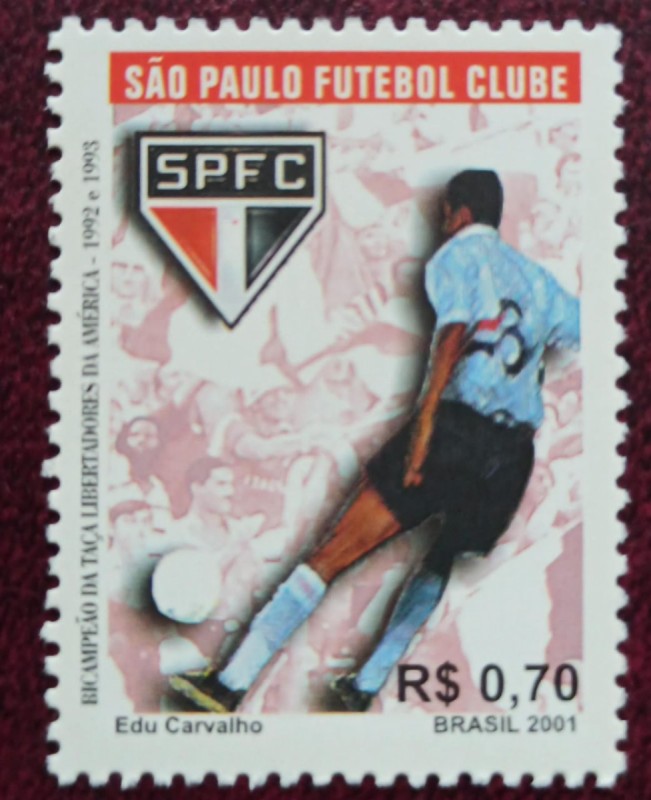 SÃO PAULO FUTEBOL CLUBE
SPFC
BICAMPEÃO DA TAÇA LIBERTADORES DA AMÉRICA - 1992 e 1993
R$ 0,70
Edu Carvalho
BRASIL 2001